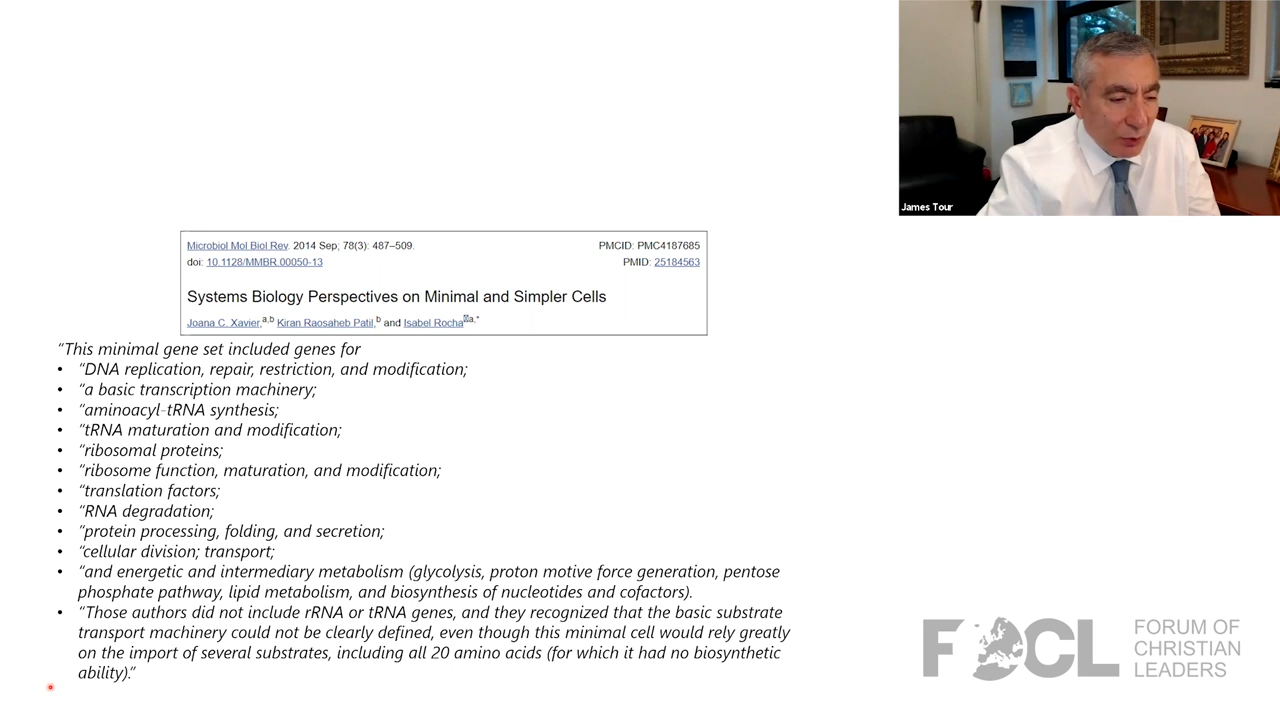 James Tour
Microbiol Mol Biol Rev. 2014 Sep; 78(3): 487–509. PMCID: PMC4187685
doi: 10.1128/MMBR.00050-13 PMID: 25184563
Systems Biology Perspectives on Minimal and Simpler Cells
Joana C. Xavier,a,b Kiran Raosaheb Patil,b and Isabel Rochaa,*
“This minimal gene set included genes for
• “DNA replication, repair, restriction, and modification;
• “a basic transcription machinery;
• “aminoacyl-tRNA synthesis;
• “tRNA maturation and modification;
• “ribosomal proteins;
• “ribosome function, maturation, and modification;
• “translation factors;
• “RNA degradation;
• “protein processing, folding, and secretion;
• “cellular division; transport;
• “and energetic and intermediary metabolism (glycolysis, proton motive force generation, pentose
phosphate pathway, lipid metabolism, and biosynthesis of nucleotides and cofactors).
• “Those authors did not include rRNA or tRNA genes, and they recognized that the basic substrate
transport machinery could not be clearly defined, even though this minimal cell would rely greatly
on the import of several substrates, including all 20 amino acids (for which it had no biosynthetic
ability).”
FOCL
FORUM OF
CHRISTIAN
LEADERS